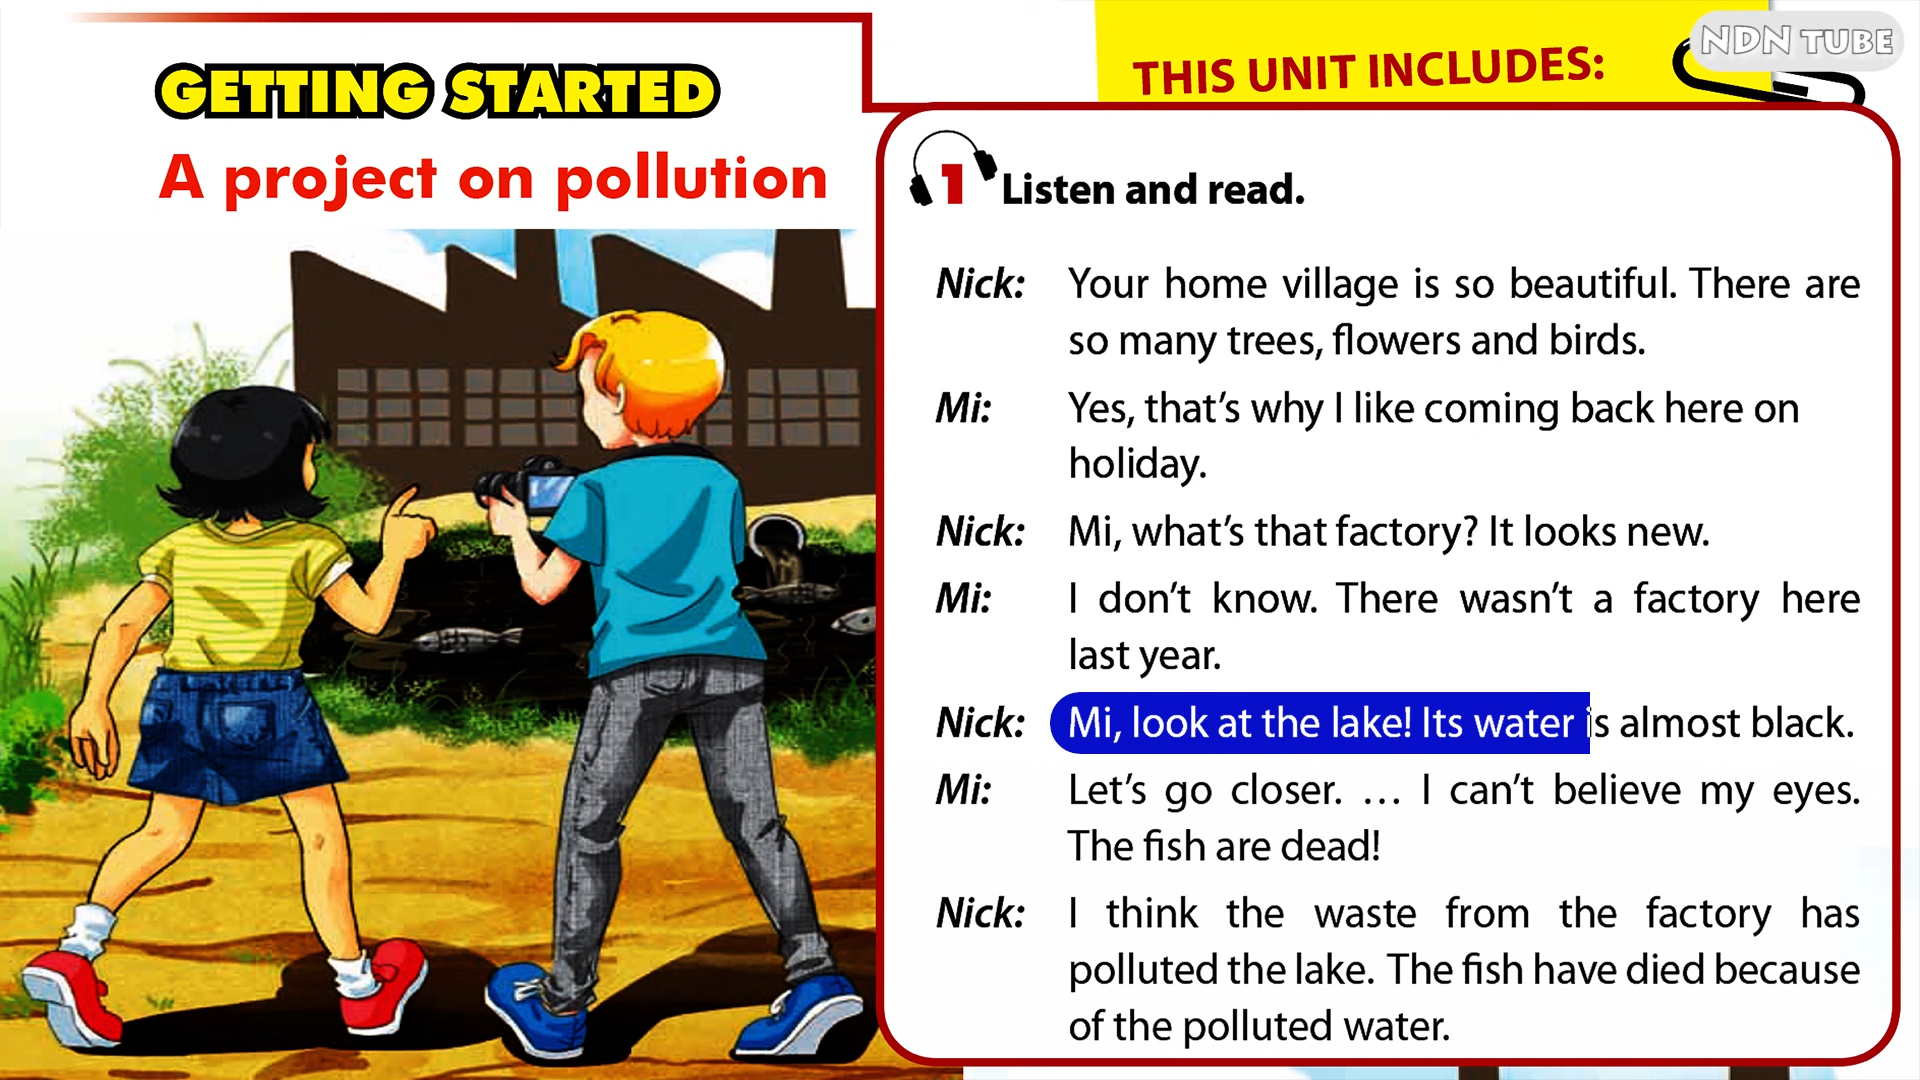 NDN TUBE
GETTING STARTED
THIS UNIT INCLUDES:
A project on pollution
1 Listen and read.
Nick: Your home village is so beautiful. There are
so many trees, flowers and birds.
Mi: Yes, that’s why I like coming back here on
holiday.
Nick: Mi, what’s that factory? It looks new.
Mi: I don’t know. There wasn’t a factory here
last year.
Nick: Mi, look at the lake! Its water is almost black.
Mi: Let’s go closer. … I can’t believe my eyes.
The fish are dead!
Nick: I think the waste from the factory has
polluted the lake. The fish have died because
of the polluted water.